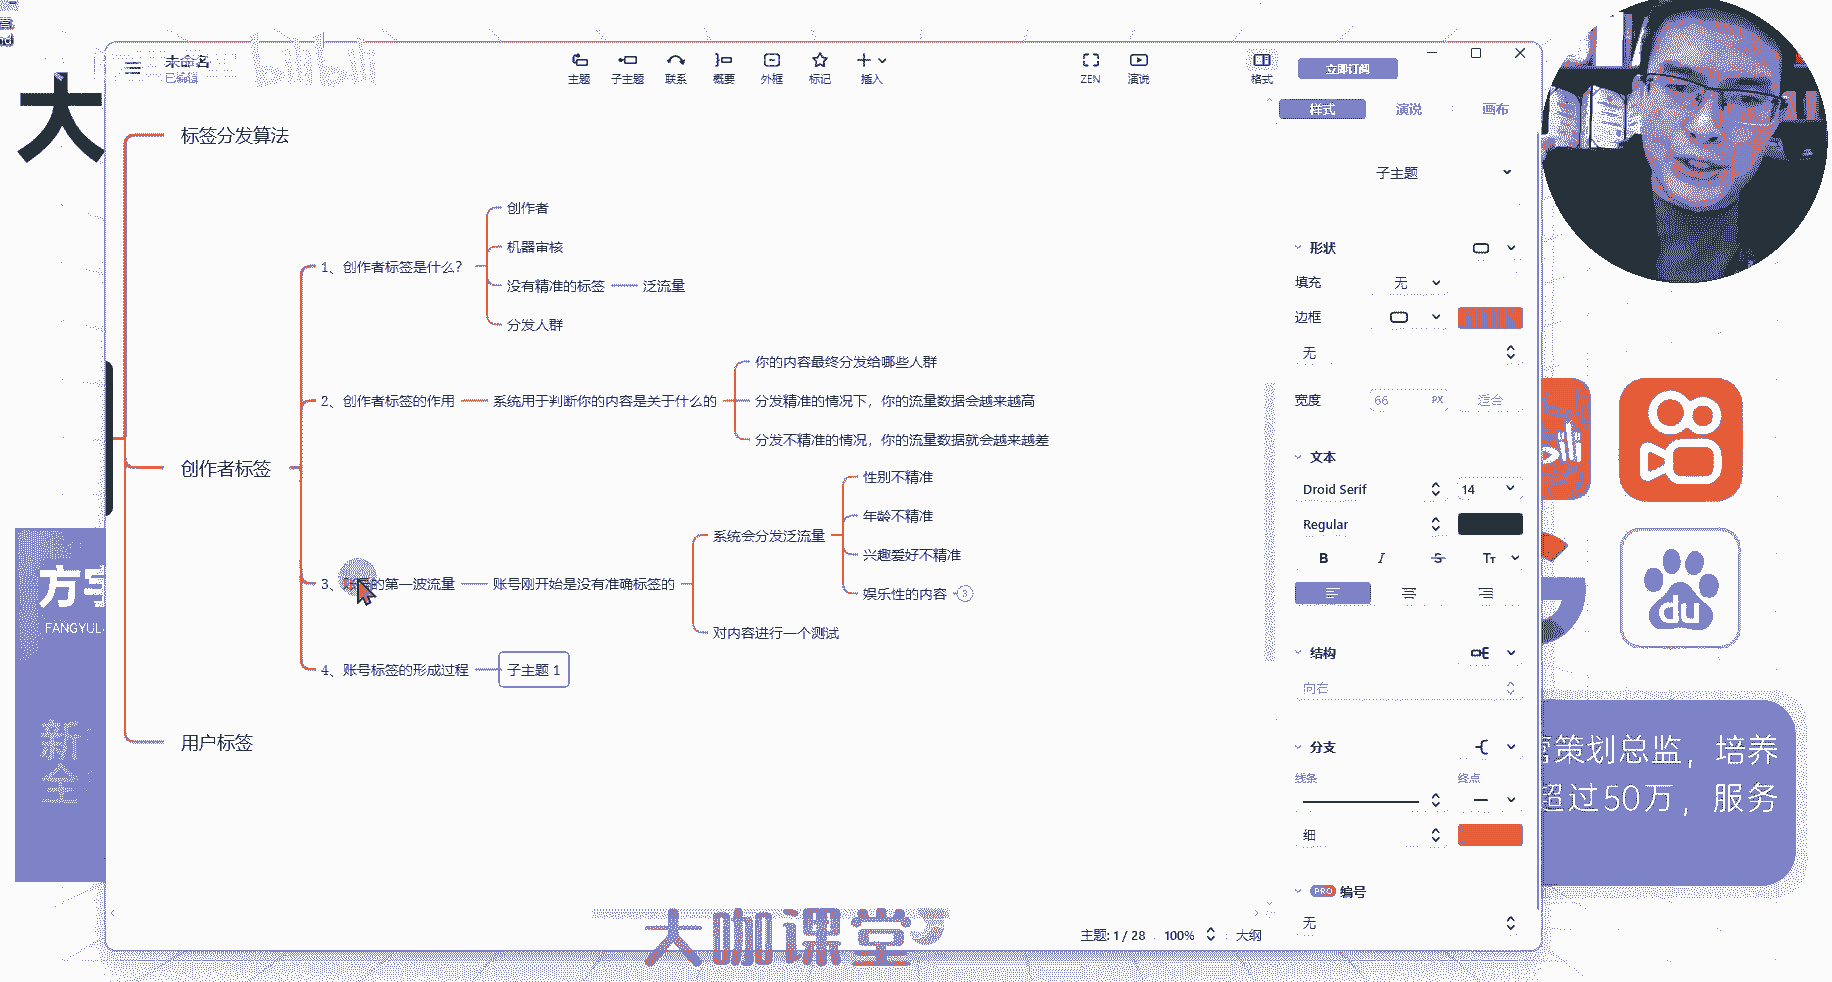 大
未命名
已编辑
bilibili
主题
子主题
联系
概要
外框
标记
插入
ZEN
演说
格式
立即订阅
样式
演说
画布
子主题
标签分发算法
创作者标签
用户标签
1、创作者标签是什么？
创作者
机器审核
没有精准的标签
泛流量
分发人群
2、创作者标签的作用
系统用于判断你的内容是关于什么的
你的内容最终分发给哪些人群
分发精准的情况下，你的流量数据会越来越高
分发不精准的情况，你的流量数据就会越来越差
3、账号的第一波流量
账号刚开始是没有准确标签的
系统会分发泛流量
性别不精准
年龄不精准
兴趣爱好不精准
娱乐性的内容
3
对内容进行一个测试
4、账号标签的形成过程
子主题 1
形状
填充
无
边框
无
宽度
66
PX
适合
文本
Droid Serif
14
Regular
B
I
S
Tт
结构
向右
分支
线条
终点
细
PRO
编号
无
主题: 1 / 28
100%
大纲
大咖课堂
方宇
FANGYUL
新
全
du
营策划总监，培养
超过50万，服务